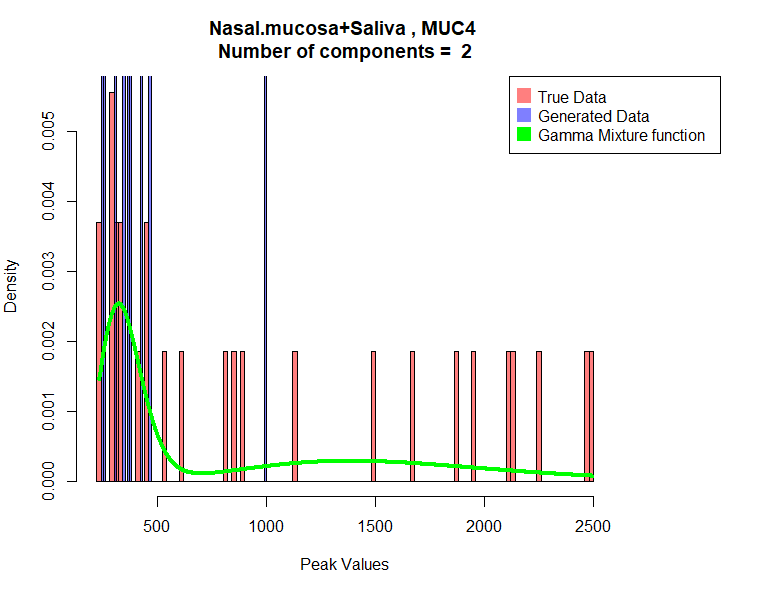 Nasal.mucosa+Saliva , MUC4
Number of components =  2
True Data
Generated Data
Gamma Mixture function
Density
0.005
0.004
0.003
0.002
0.001
0.000
500 1000 1500 2000 2500
Peak Values